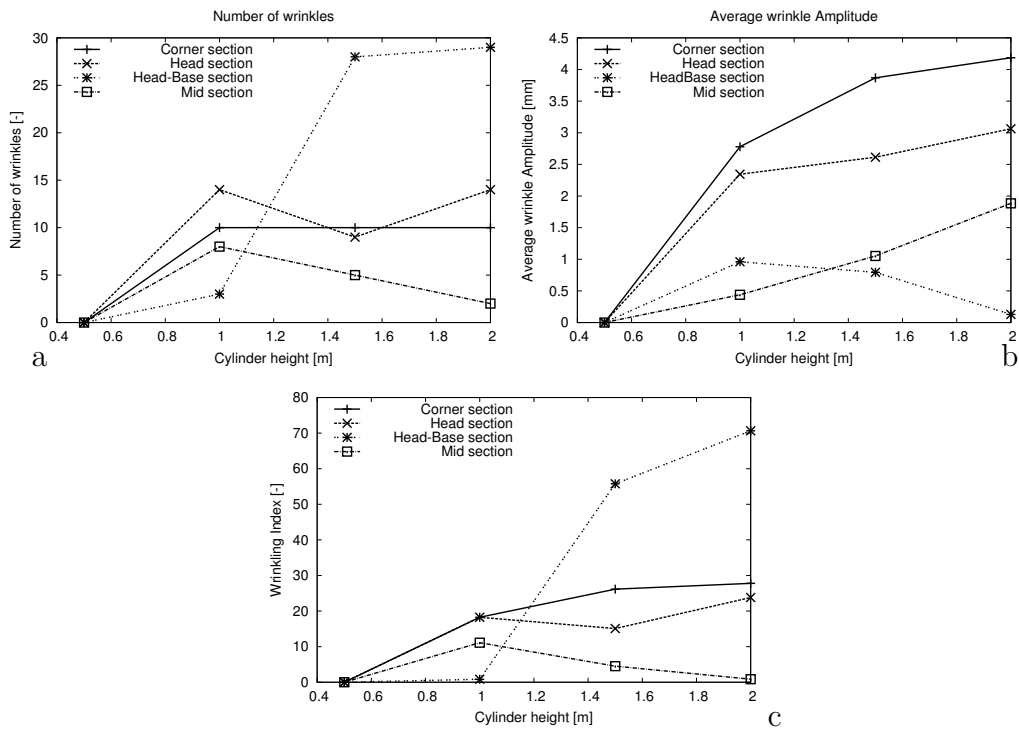 Number of wrinkles
30
25
20
15
10
5
0
Number of wrinkles [-]
Corner section
Head section
Head-Base section
Mid section
0.4 0.6 0.8 1 1.2 1.4 1.6 1.8 2
Cylinder height [m]
a
Average wrinkle Amplitude
4.5
4
3.5
3
2.5
2
1.5
1
0.5
0
Average wrinkle Amplitude [mm]
Corner section
Head section
HeadBase section
Mid section
0.4 0.6 0.8 1 1.2 1.4 1.6 1.8 2
Cylinder height [m]
b
80
70
60
50
40
30
20
10
0
Wrinkling Index [-]
Corner section
Head section
Head-Base section
Mid section
0.4 0.6 0.8 1 1.2 1.4 1.6 1.8 2
Cylinder height [m]
c